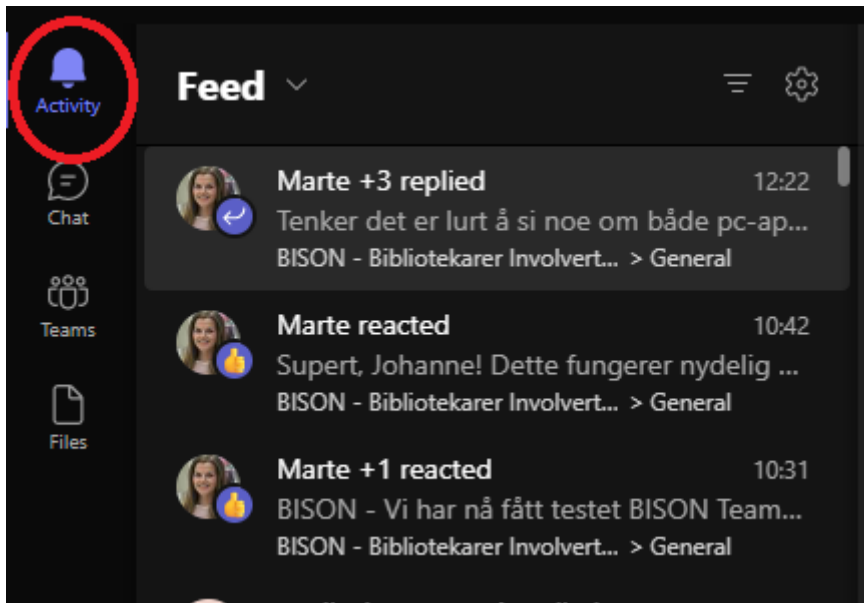 Activity
Chat
Teams
Files
Feed
Marte +3 replied 12:22
Tenker det er lurt å si noe om både pc-ap...
BISON - Bibliotekarer Involvert... > General
Marte reacted 10:42
Supert, Johanne! Dette fungerer nydelig ...
BISON - Bibliotekarer Involvert... > General
Marte +1 reacted 10:31
BISON - Vi har nå fått testet BISON Team...
BISON - Bibliotekarer Involvert... > General